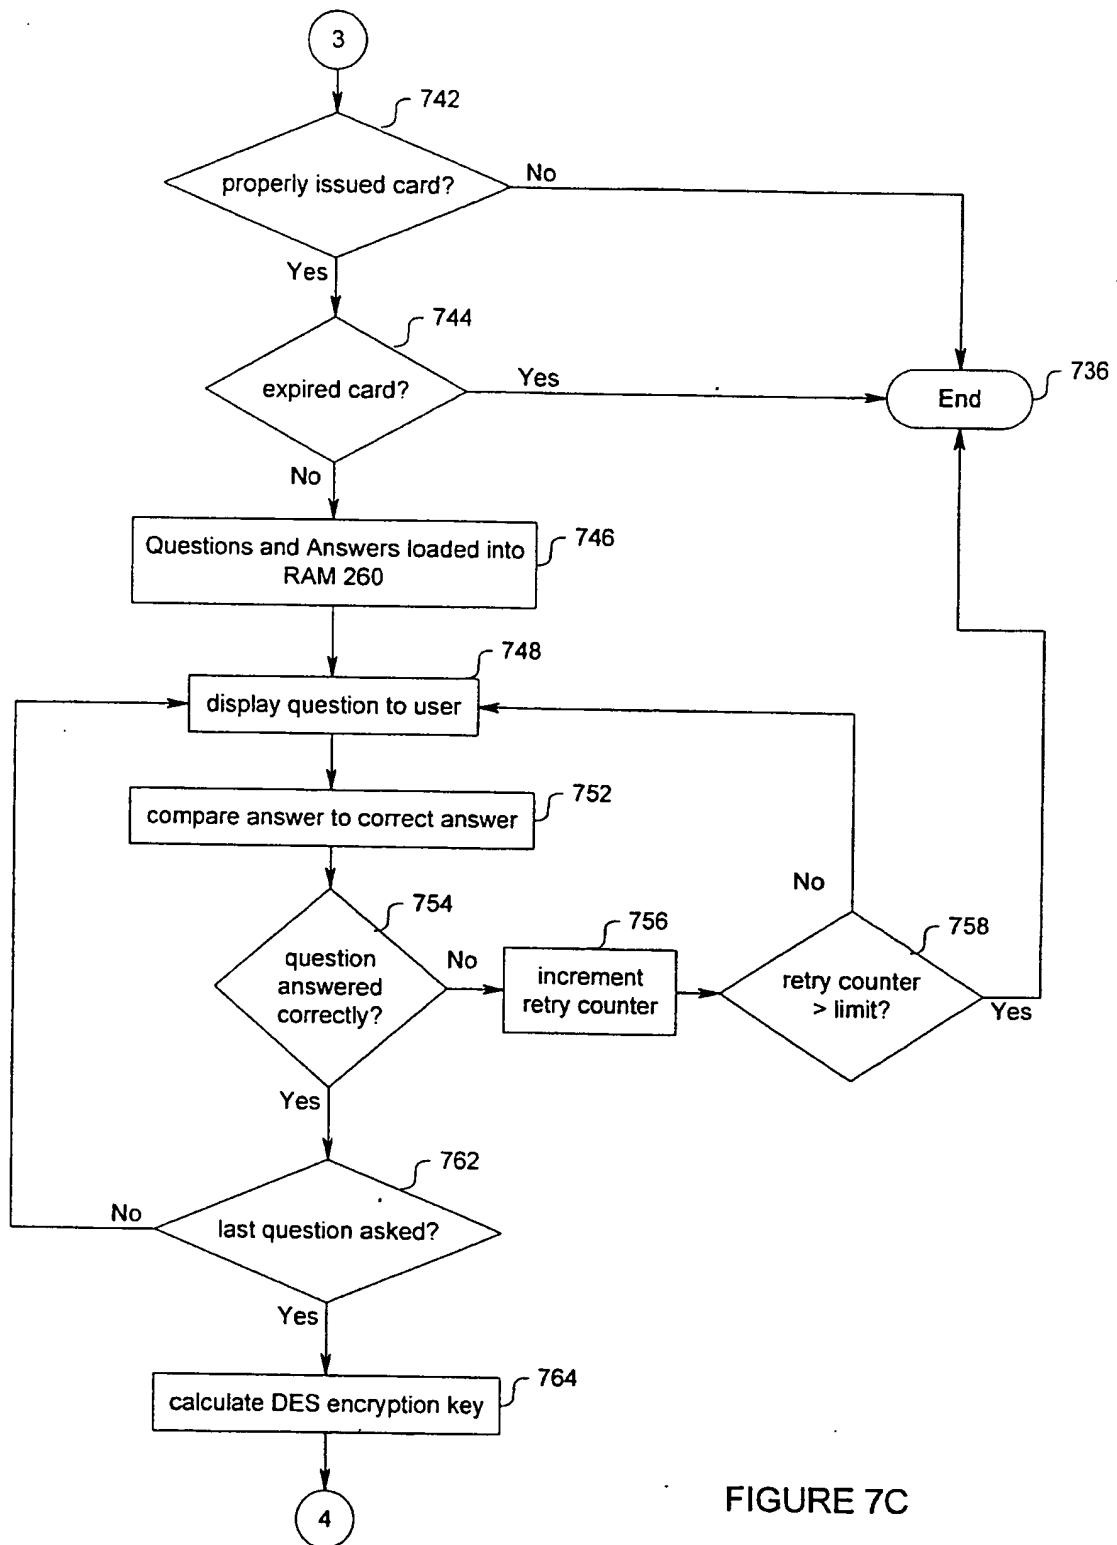 3
742
properly issued card?
No
Yes
744
expired card?
Yes
736
End
No
746
Questions and Answers loaded into
RAM 260
748
display question to user
752
compare answer to correct answer
754
question
answered
correctly?
No
756
increment
retry counter
No
758
retry counter
> limit?
Yes
Yes
762
last question asked?
No
Yes
764
calculate DES encryption key
4
FIGURE 7C